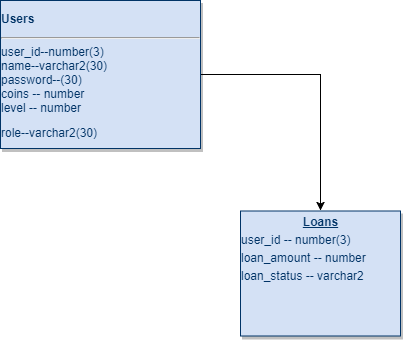 Users
user_id--number(3)
name--varchar2(30)
password--(30)
coins -- number
level -- number
role--varchar2(30)
Loans
user_id -- number(3)
loan_amount -- number
loan_status -- varchar2